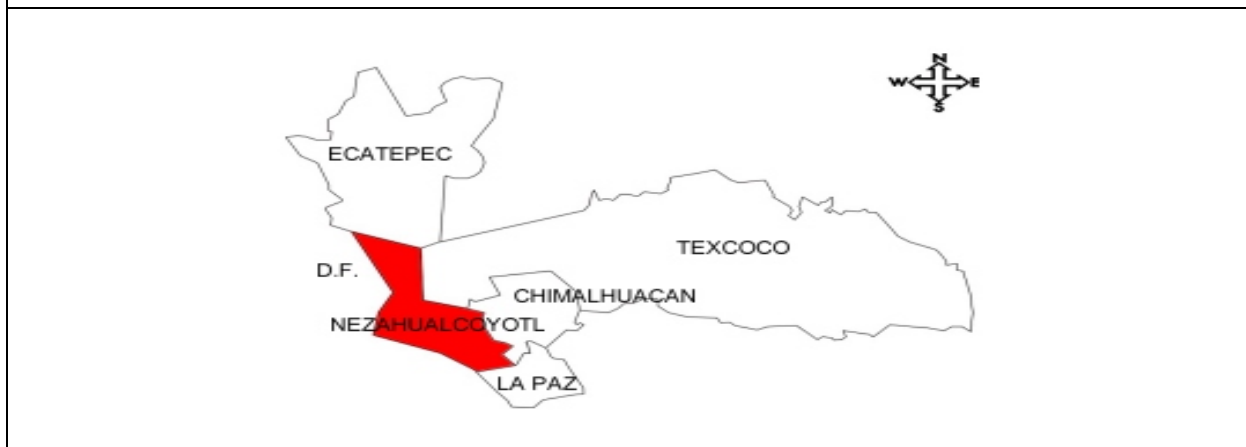 N
W E
S
ECATEPEC
TEXCOCO
D.F.
CHIMALHUACAN
NEZAHUALCOYOTL
LA PAZ